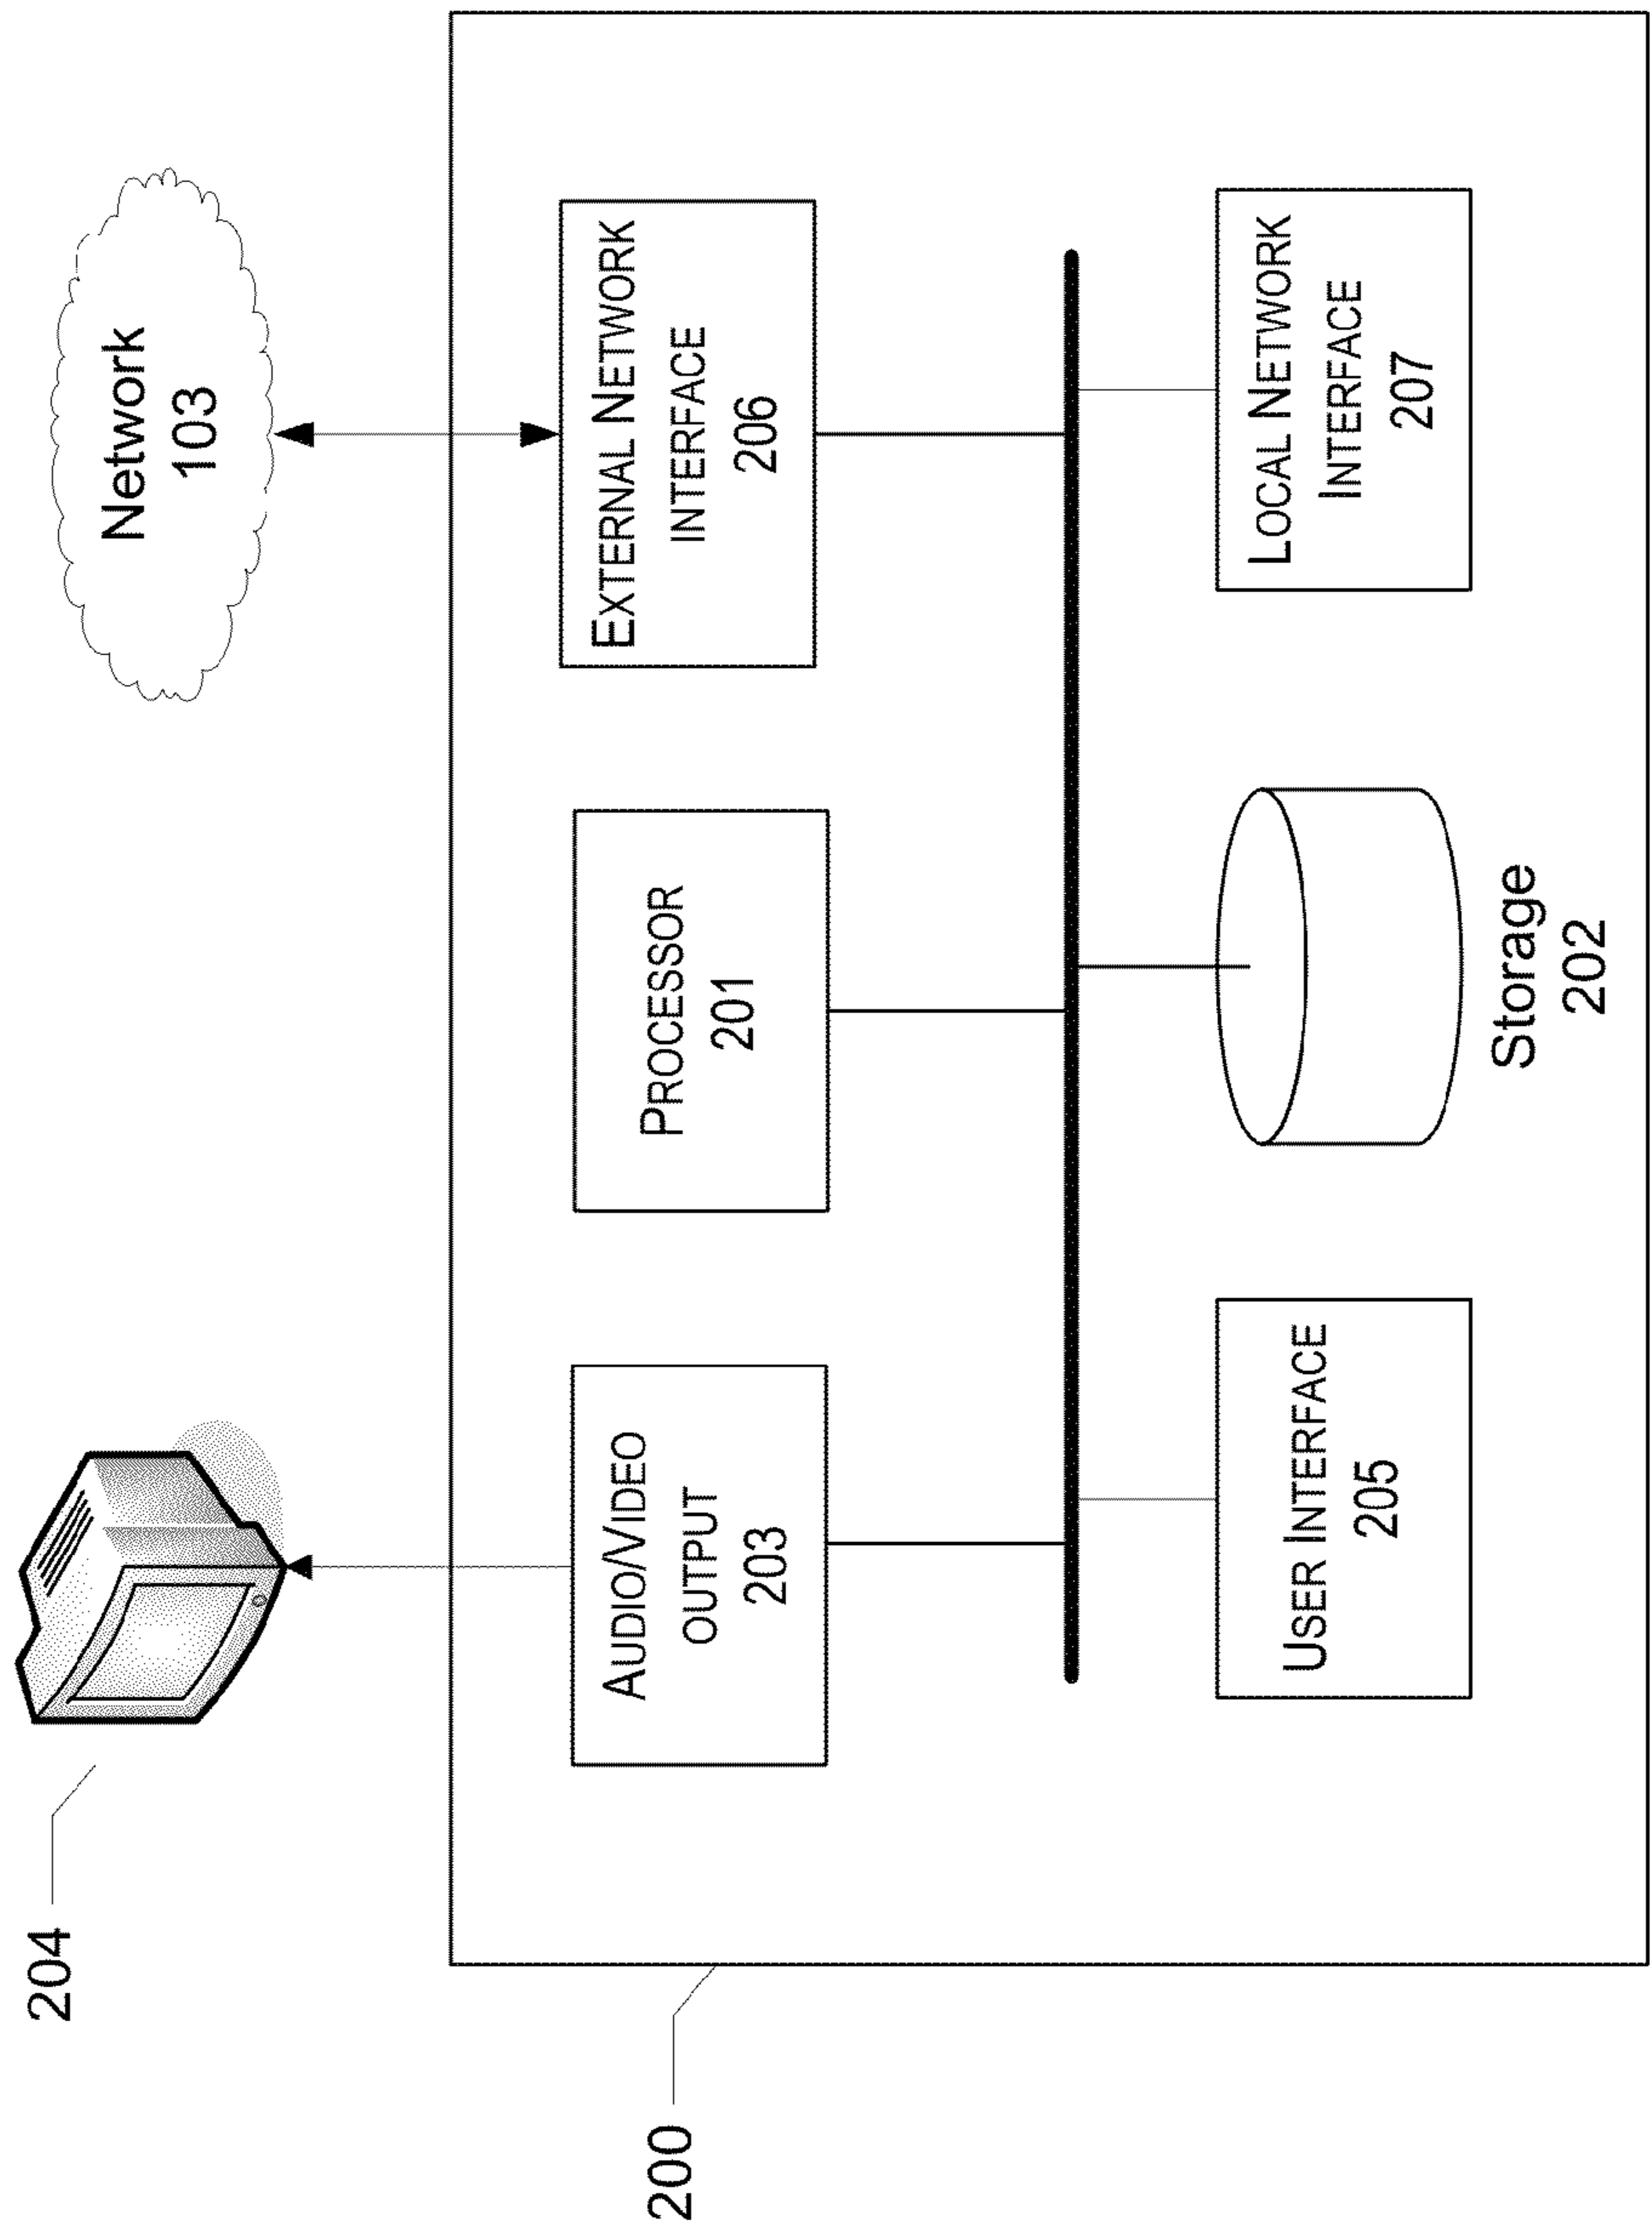 204
Network
103
200
AUDIO/VIDEO
OUTPUT
203
PROCESSOR
201
EXTERNAL NETWORK
INTERFACE
206
USER INTERFACE
205
Storage
202
LOCAL NETWORK
INTERFACE
207